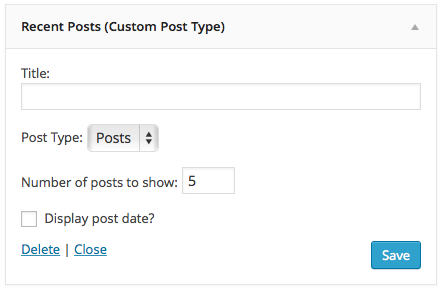 Recent Posts (Custom Post Type)
Title:
Post Type: Posts
Number of posts to show: 5
Display post date?
Delete | Close
Save